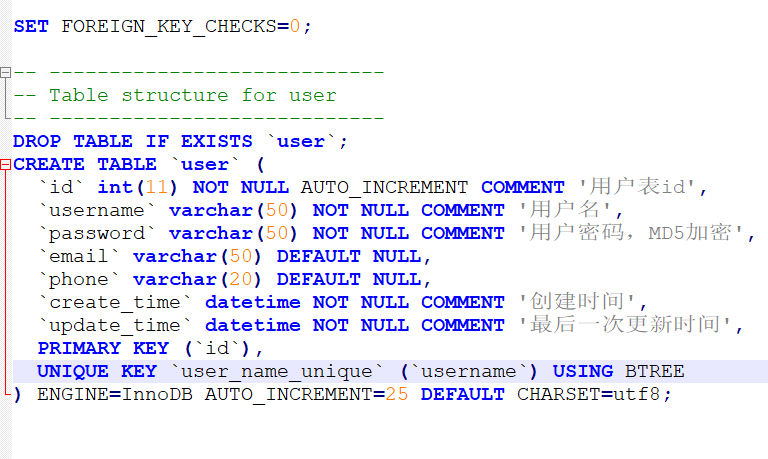 SET FOREIGN_KEY_CHECKS=0;
-- ----------------------------
-- Table structure for user
-- ----------------------------
DROP TABLE IF EXISTS `user`;
CREATE TABLE `user` (
  `id` int(11) NOT NULL AUTO_INCREMENT COMMENT '用户表id',
  `username` varchar(50) NOT NULL COMMENT '用户名',
  `password` varchar(50) NOT NULL COMMENT '用户密码，MD5加密',
  `email` varchar(50) DEFAULT NULL,
  `phone` varchar(20) DEFAULT NULL,
  `create_time` datetime NOT NULL COMMENT '创建时间',
  `update_time` datetime NOT NULL COMMENT '最后一次更新时间',
  PRIMARY KEY (`id`),
  UNIQUE KEY `user_name_unique` (`username`) USING BTREE
) ENGINE=InnoDB AUTO_INCREMENT=25 DEFAULT CHARSET=utf8;